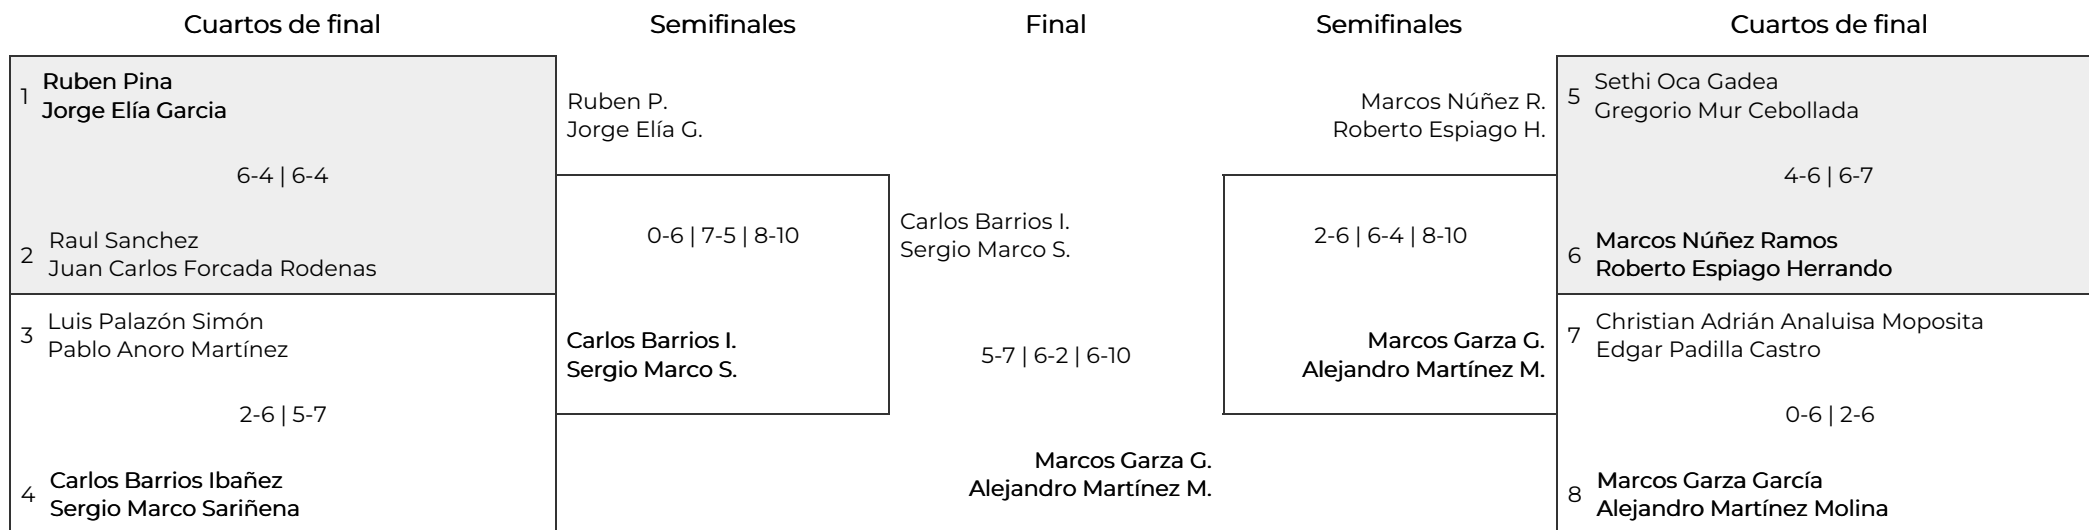 Cuartos de final
Semifinales
Final
Semifinales
Cuartos de final
1
Ruben Pina
Jorge Elía Garcia
6-4 | 6-4
2
Raul Sanchez
Juan Carlos Forcada Rodenas
3
Luis Palazón Simón
Pablo Anoro Martínez
2-6 | 5-7
4
Carlos Barrios Ibañez
Sergio Marco Sariñena
Ruben P.
Jorge Elía G.
0-6 | 7-5 | 8-10
Carlos Barrios I.
Sergio Marco S.
Carlos Barrios I.
Sergio Marco S.
5-7 | 6-2 | 6-10
Marcos Garza G.
Alejandro Martínez M.
Marcos Núñez R.
Roberto Espiago H.
2-6 | 6-4 | 8-10
Marcos Garza G.
Alejandro Martínez M.
5
Sethi Oca Gadea
Gregorio Mur Cebollada
4-6 | 6-7
6
Marcos Núñez Ramos
Roberto Espiago Herrando
7
Christian Adrián Analuisa Moposita
Edgar Padilla Castro
0-6 | 2-6
8
Marcos Garza García
Alejandro Martínez Molina